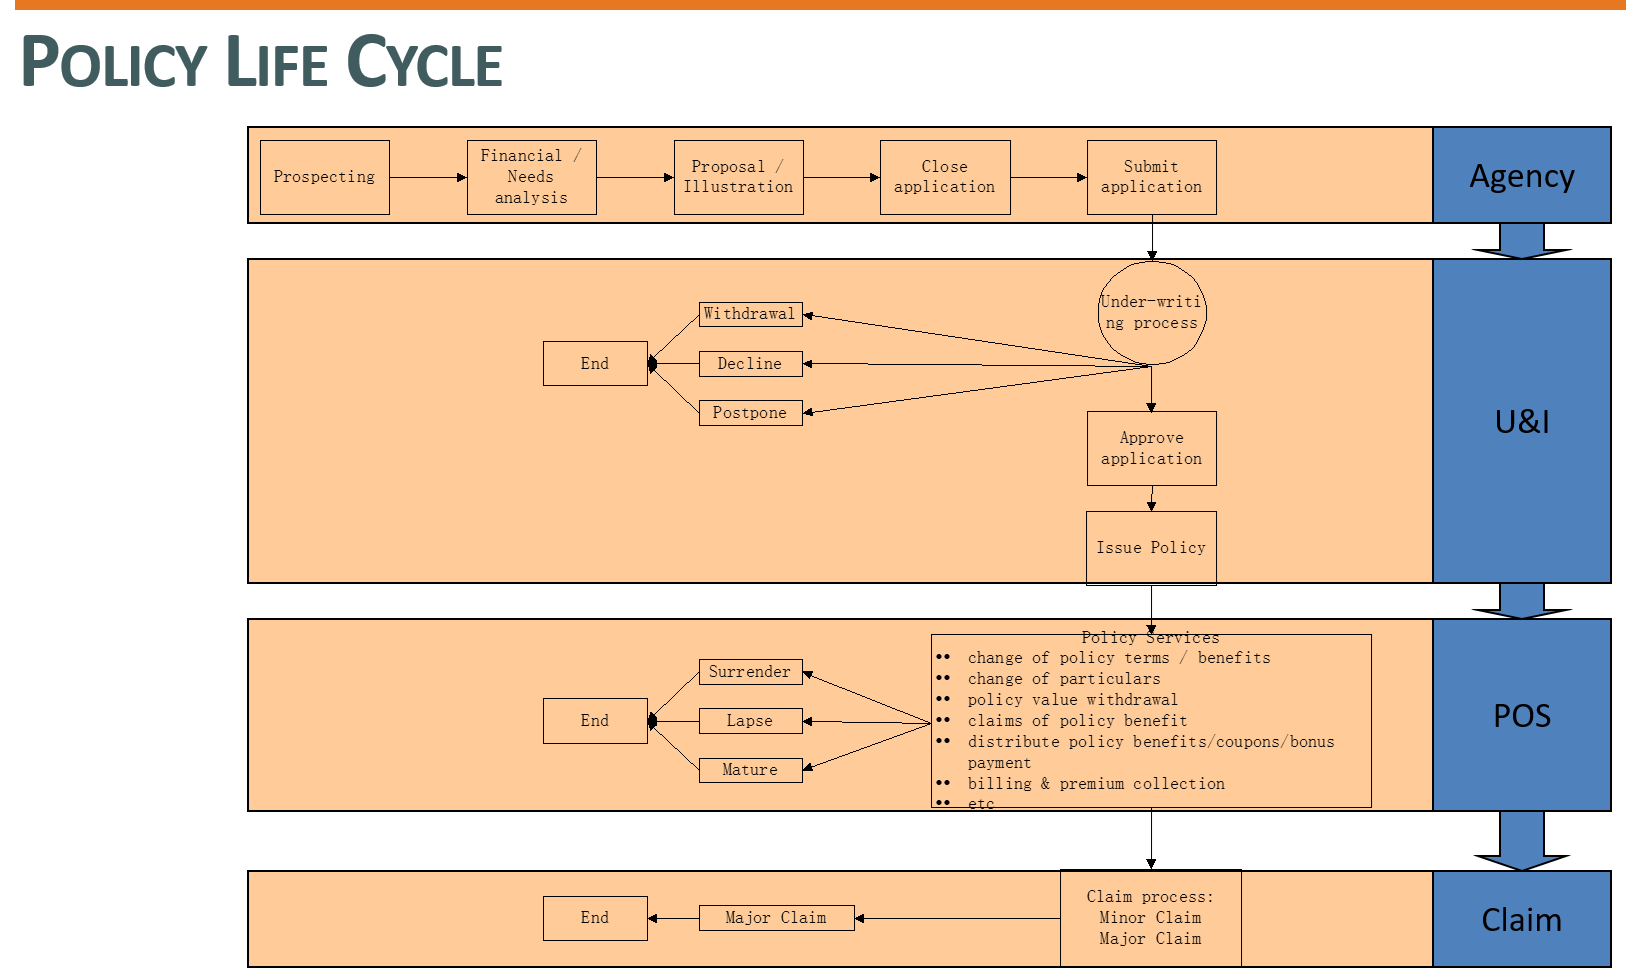 POLICY LIFE CYCLE
Prospecting
Financial /
Needs
analysis
Proposal /
Illustration
Close
application
Submit
application
Agency
Under-writi
ng process
Withdrawal
End
Decline
Postpone
Approve
application
U&I
Issue Policy
Policy Services
•• change of policy terms / benefits
•• change of particulars
•• policy value withdrawal
•• claims of policy benefit
•• distribute policy benefits/coupons/bonus
payment
•• billing & premium collection
•• etc
Surrender
End
Lapse
Mature
POS
Claim process:
Minor Claim
Major Claim
Major Claim
End
Claim